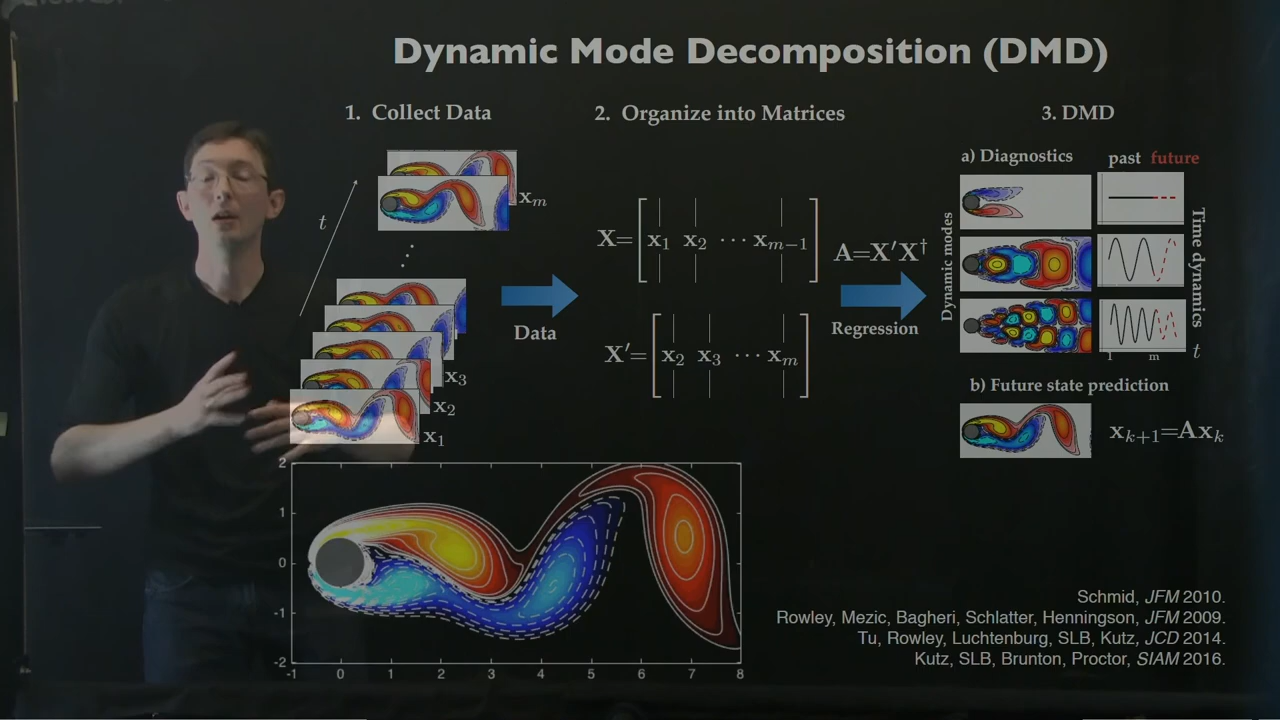 Dynamic Mode Decomposition (DMD)
1. Collect Data
2. Organize into Matrices
3. DMD
a) Diagnostics
past future
t
x_m
x_3
x_2
x_1
Data
X=[x_1 x_2 ⋯ x_{m−1}]
X′=[x_2 x_3 ⋯ x_m]
A=X′X†
Regression
Dynamic modes
Time dynamics
1 m t
b) Future state prediction
x_{k+1}=Ax_k
2
1
0
-1
-2
-1 0 1 2 3 4 5 6 7 8
Schmid, JFM 2010.
Rowley, Mezic, Bagheri, Schlatter, Henningson, JFM 2009.
Tu, Rowley, Luchtenburg, SLB, Kutz, JCD 2014.
Kutz, SLB, Brunton, Proctor, SIAM 2016.